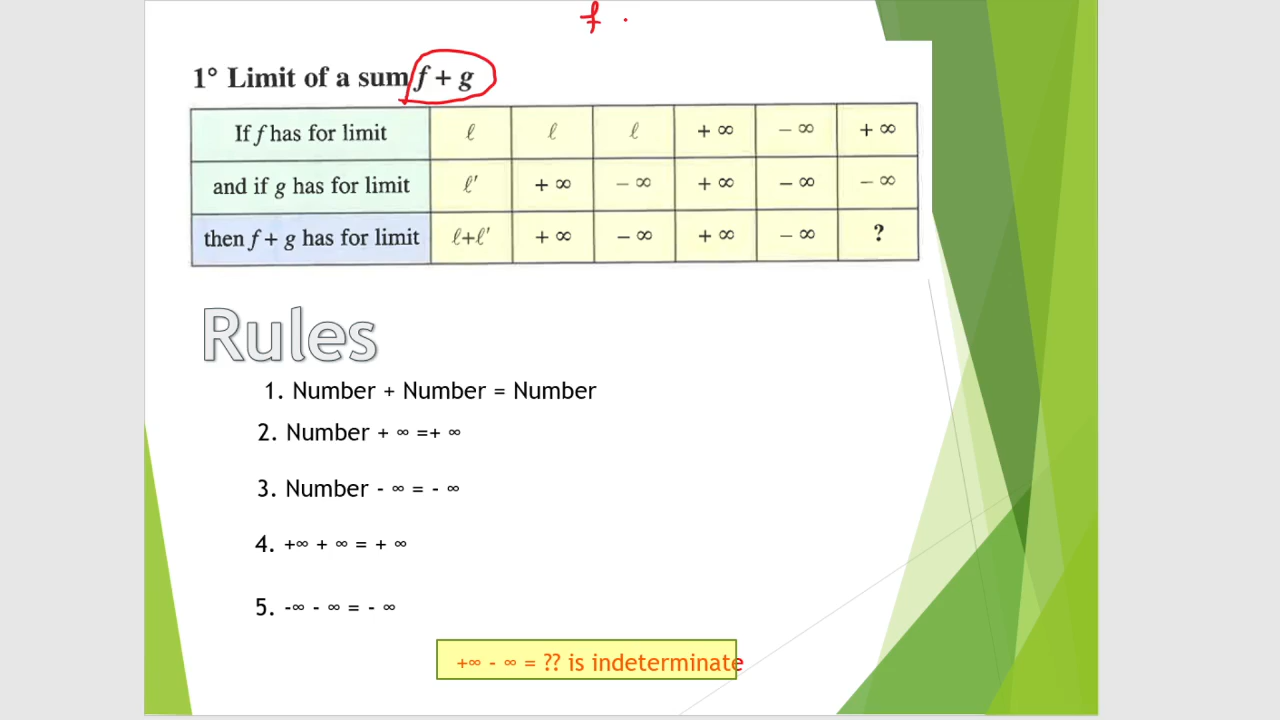 f .
1° Limit of a sum f + g
If f has for limit ℓ ℓ ℓ + ∞ − ∞ + ∞
and if g has for limit ℓ′ + ∞ − ∞ + ∞ − ∞ − ∞
then f + g has for limit ℓ+ℓ′ + ∞ − ∞ + ∞ − ∞ ?
Rules
1. Number + Number = Number
2. Number + ∞ =+ ∞
3. Number - ∞ = - ∞
4. +∞ + ∞ = + ∞
5. -∞ - ∞ = - ∞
+∞ - ∞ = ?? is indeterminate